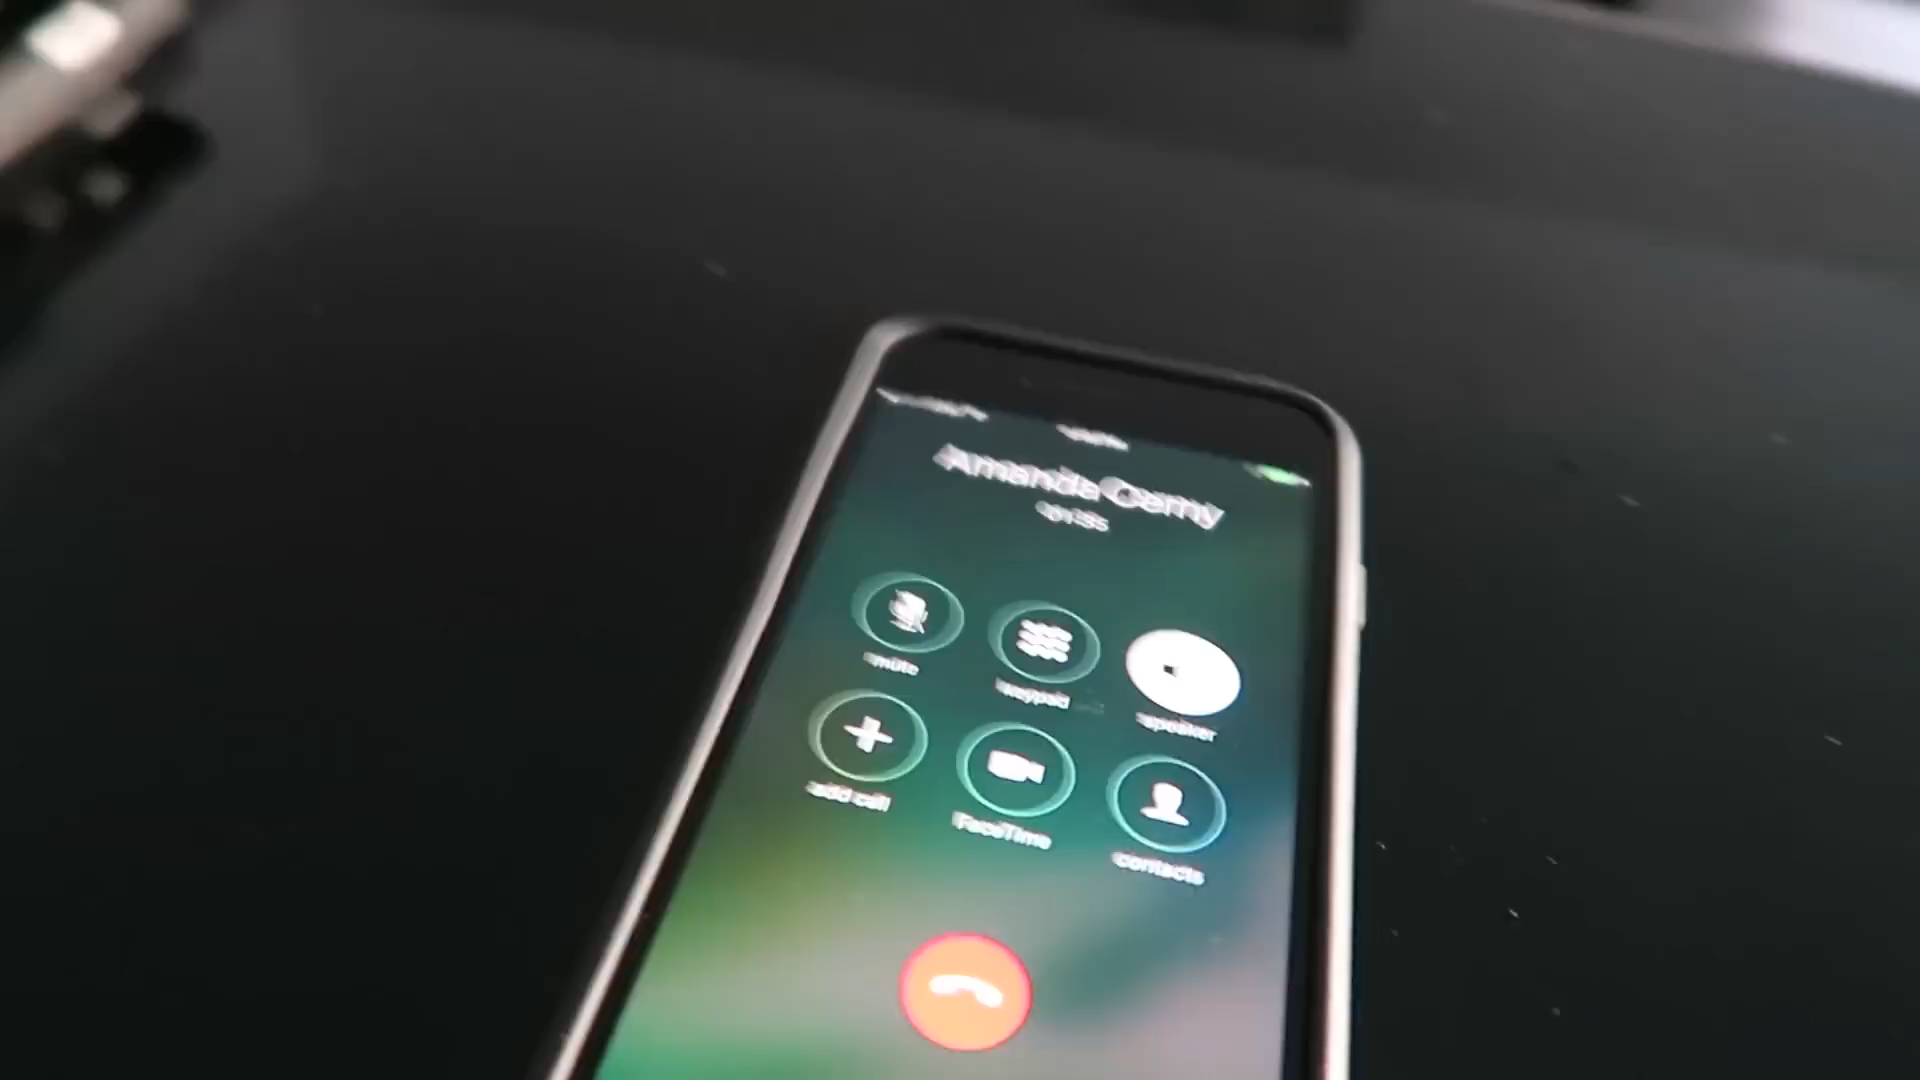 Amanda Cerny
mute
keypad
speaker
add call
FaceTime
contacts